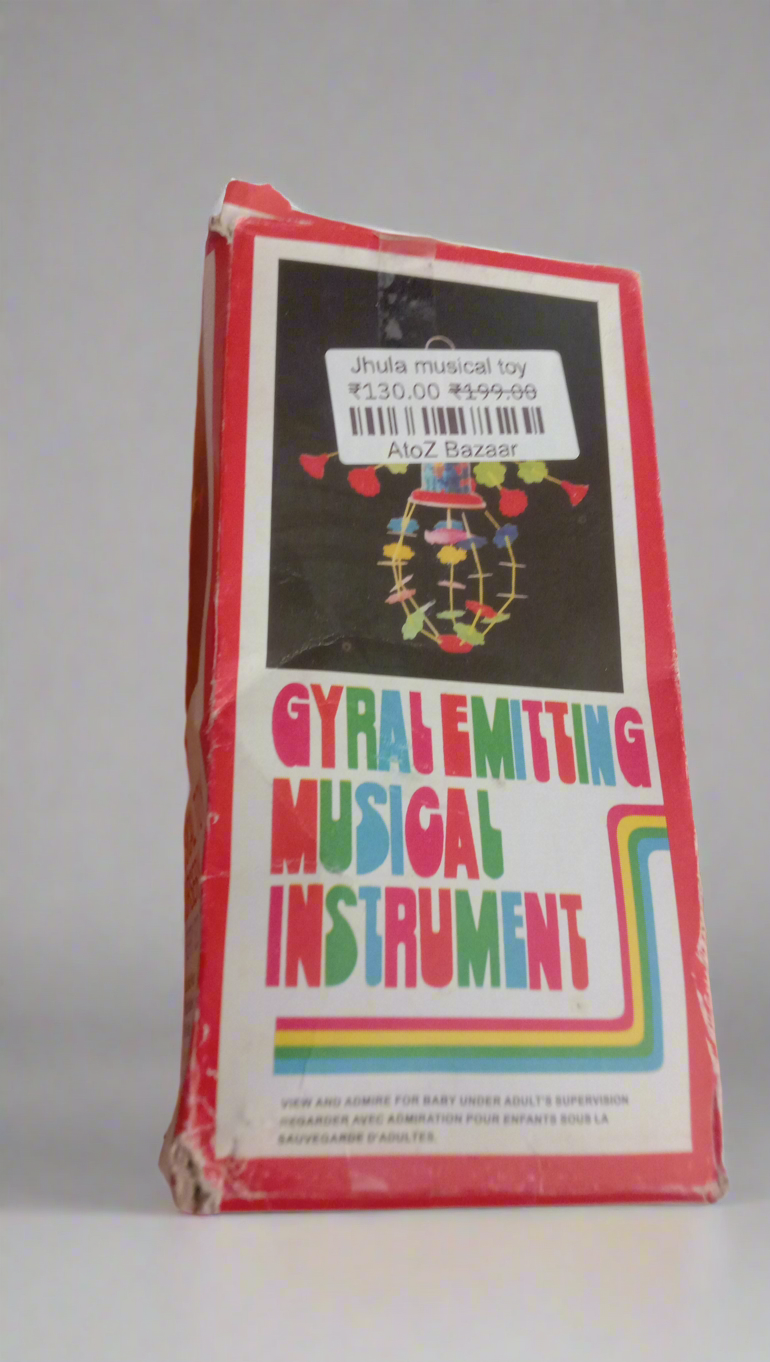 Jhula musical toy
₹130.00 ₹199.00
AtoZ Bazaar
GYRAL EMITTING
MUSICAL
INSTRUMENT
VIEW AND ADMIRE FOR BABY UNDER ADULT'S SUPERVISION
REGARDER AVEC ADMIRATION POUR ENFANTS SOUS LA
SAUVEGARDE D'ADULTES.